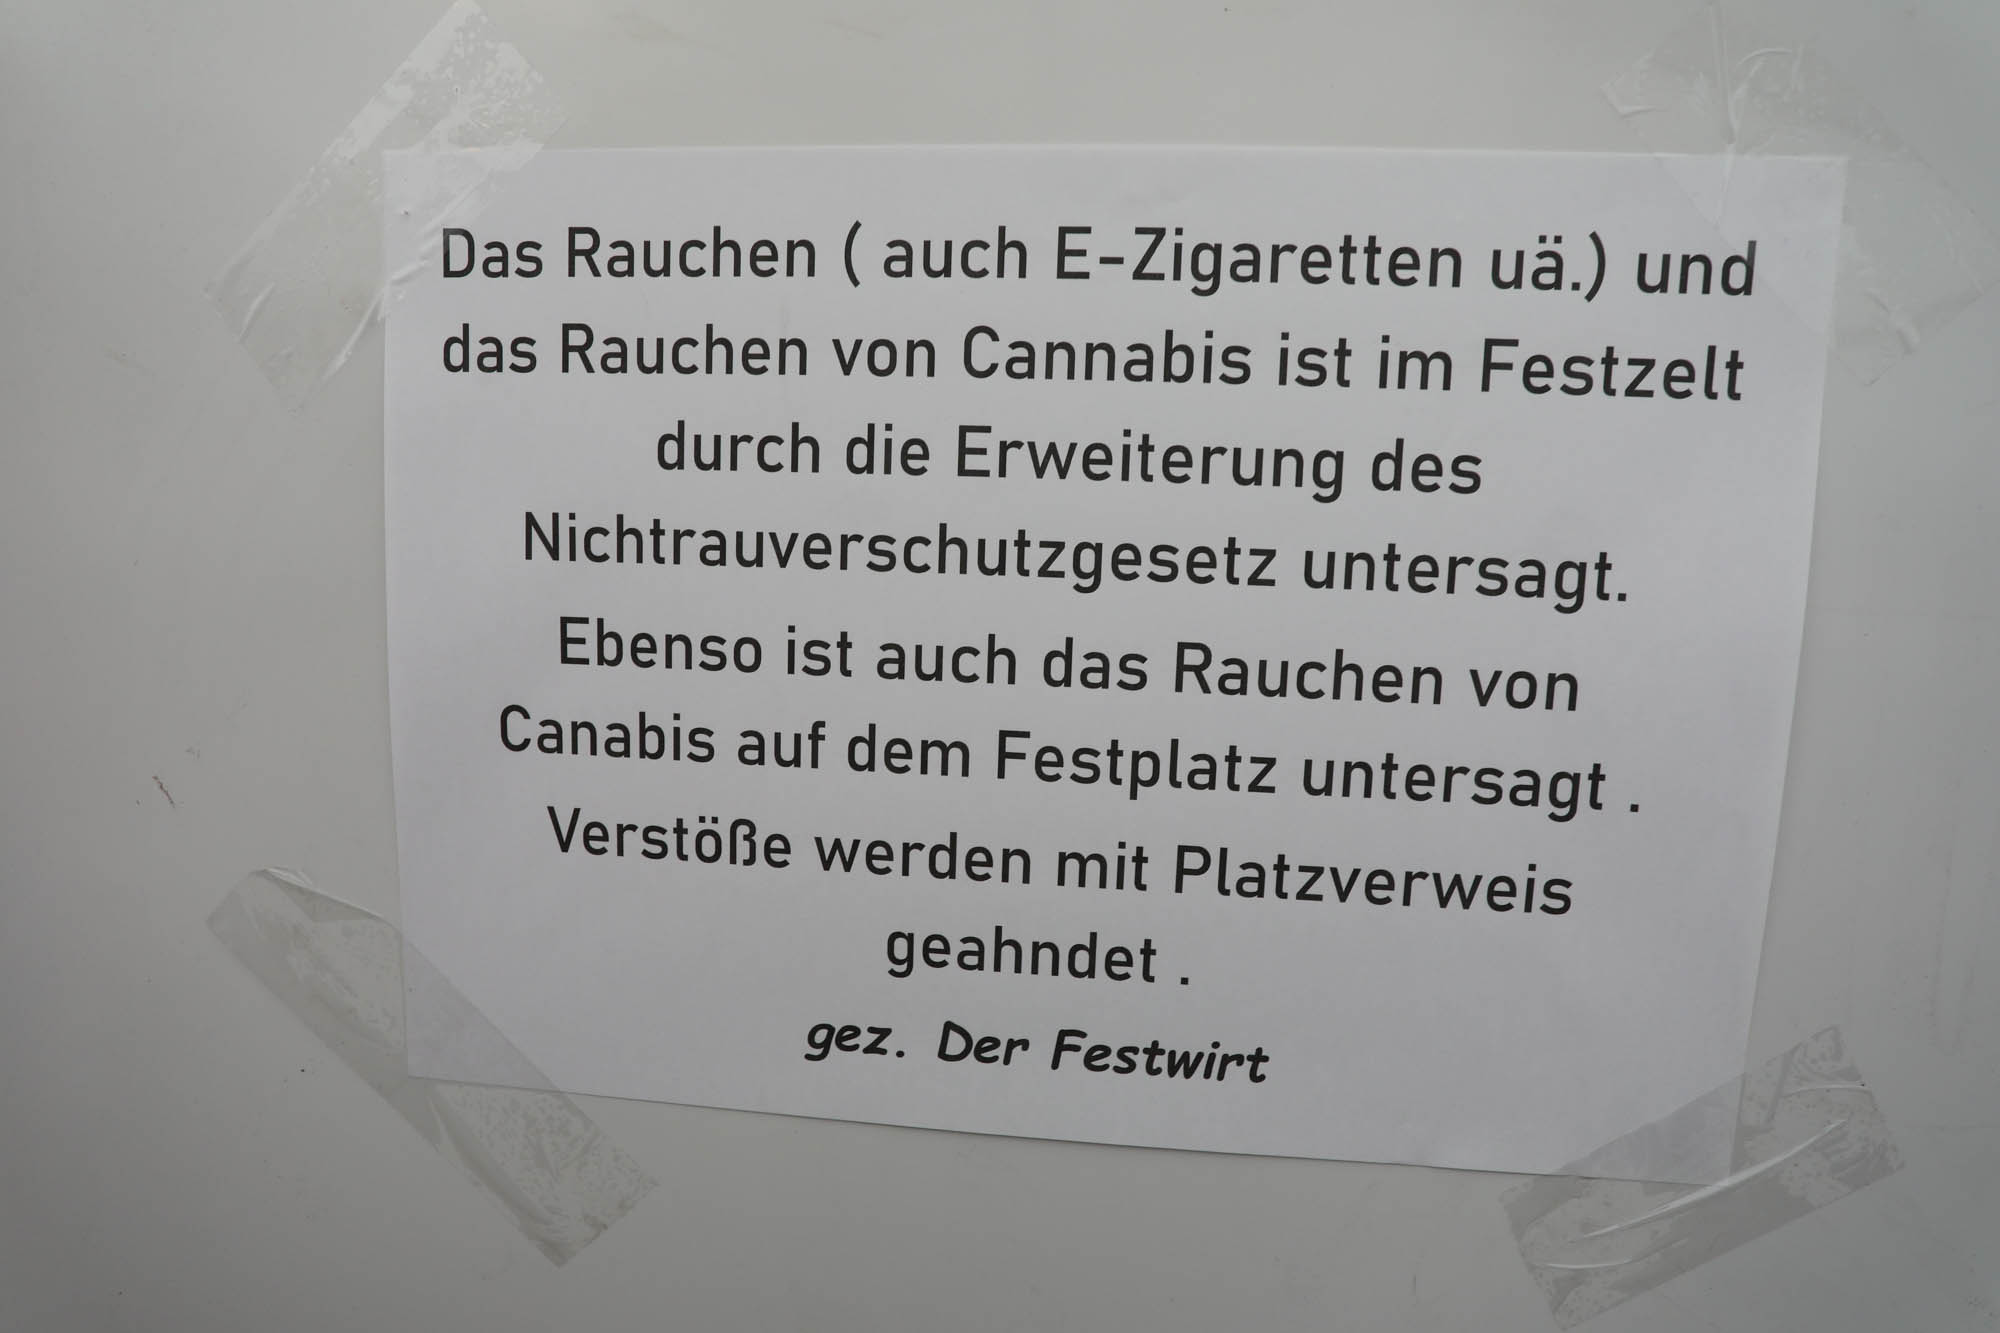 Das Rauchen ( auch E-Zigaretten uä.) und
das Rauchen von Cannabis ist im Festzelt
durch die Erweiterung des
Nichtrauverschutzgesetz untersagt.
Ebenso ist auch das Rauchen von
Canabis auf dem Festplatz untersagt .
Verstöße werden mit Platzverweis
geahndet .
gez. Der Festwirt